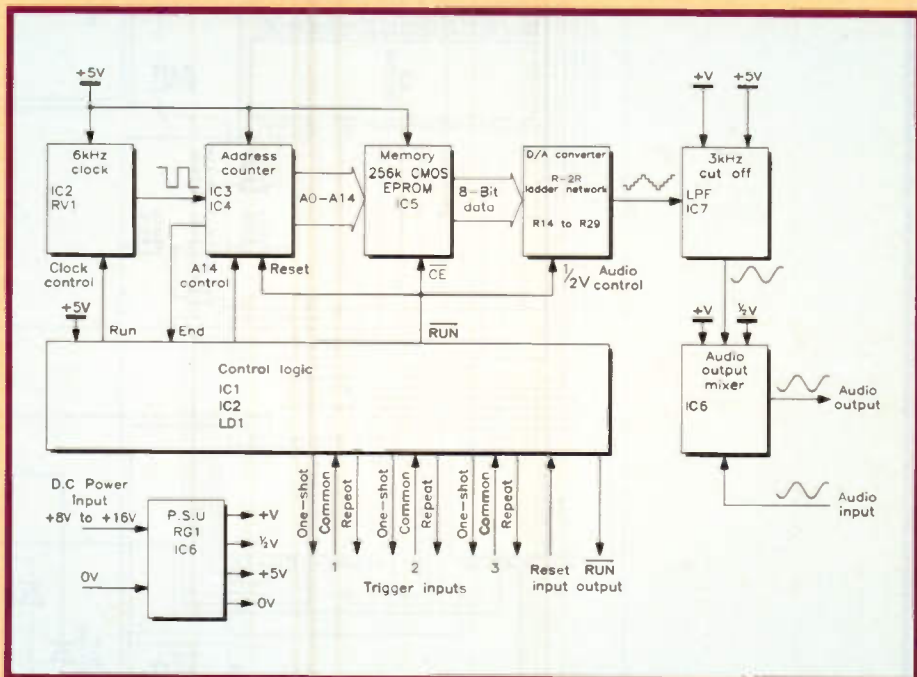 +5V
+V
+5V
6kHz
clock
IC2
RV1
Address
counter
IC3
IC4
A0-A14
Memory
256k CMOS
EPROM
IC5
8-Bit
data
D/A converter
R-2R
ladder network
R14 to R29
3kHz
cut off
LPF
IC7
Clock
control
A14
control
Reset
CE
1/2V
Audio
control
+5V
Run
End
RUN
+V
½V
Control logic
IC1
IC2
LD1
Audio
output
mixer
IC6
Audio
output
Audio
input
D.C Power
Input
+8V to +16V
0V
P.S.U
RG1
IC6
+V
½V
+5V
0V
One-shot
Common
Repeat
One-shot
Common
Repeat
One-shot
Common
Repeat
1
2
3
Trigger inputs
Reset
input
RUN
output